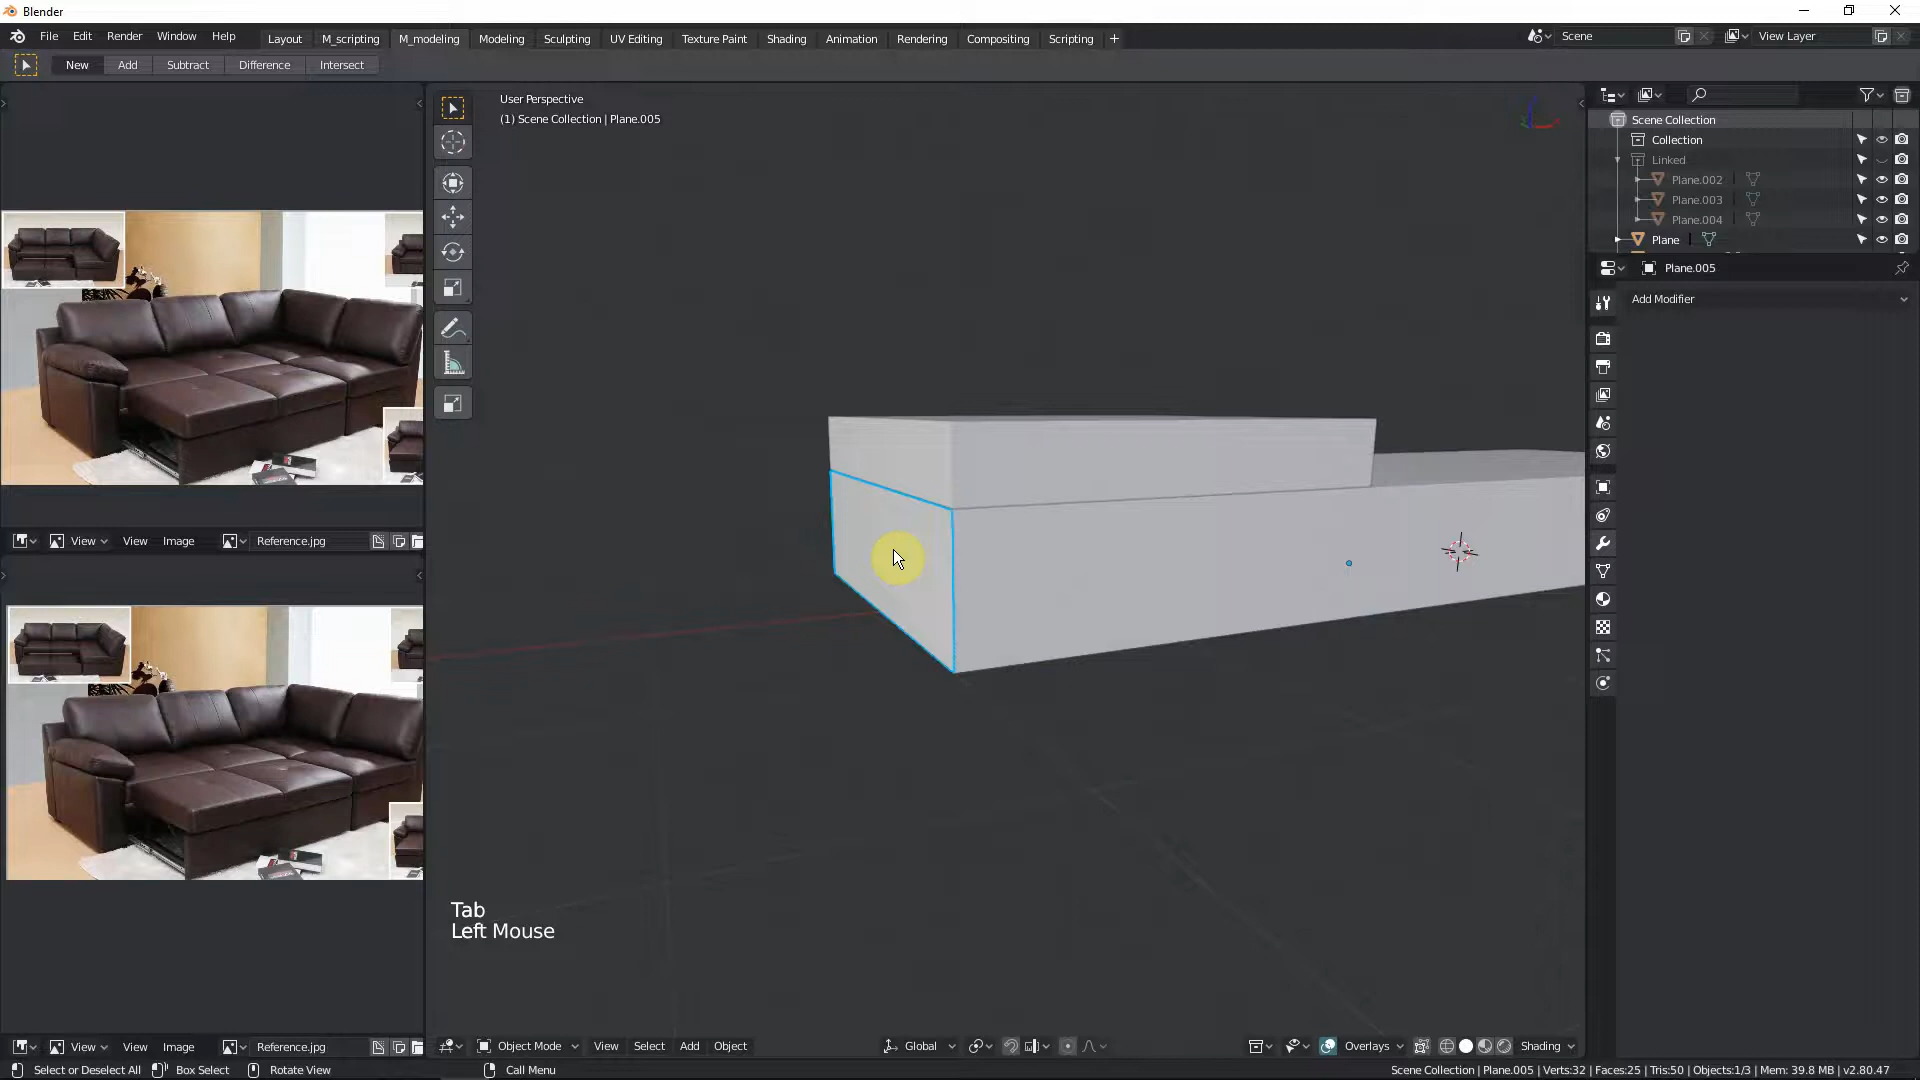 Blender
File Edit Render Window Help Layout M_scripting M_modeling Modeling Sculpting UV Editing Texture Paint Shading Animation Rendering Compositing Scripting + Scene View Layer
New Add Subtract Difference Intersect
User Perspective
(1) Scene Collection | Plane.005
Scene Collection
Collection
Linked
Plane.002
Plane.003
Plane.004
Plane
Plane.005
Add Modifier
View View Image Reference.jpg
Tab
Left Mouse
View View Image Reference.jpg
Object Mode View Select Add Object Global Overlays Shading
Select or Deselect All Box Select Rotate View Call Menu Scene Collection | Plane.005 | Verts:32 | Faces:25 | Tris:50 | Objects:1/3 | Mem: 39.8 MB | v2.80.47